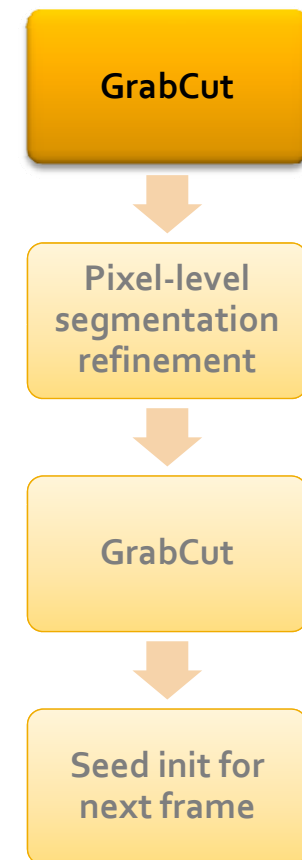 GrabCut
Pixel-level
segmentation
refinement
GrabCut
Seed init for
next frame